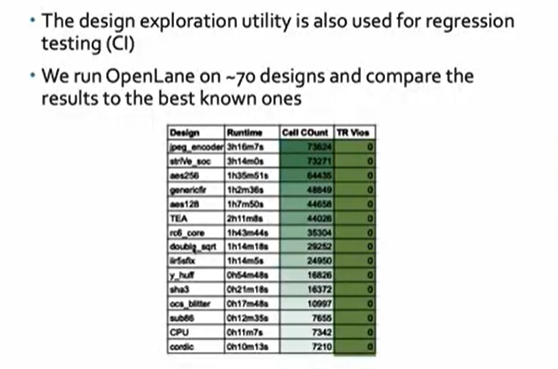 • The design exploration utility is also used for regression
testing (CI)
• We run OpenLane on ~70 designs and compare the
results to the best known ones
Design Runtime Cell COunt TR Vios
jpeg_encoder 3h16m7s 73624 0
striVe_soc 3h14m0s 73271 0
aes256 1h35m51s 64435 0
genericfir 1h2m36s 48849 0
aes128 1h7m50s 44658 0
TEA 2h11m8s 44026 0
rc6_core 1h43m44s 35304 0
double_sqrt 1h14m18s 29252 0
1h14m5s 24950 0
y_huff 0h54m48s 16826 0
sha3 0h21m18s 16372 0
ocs_blitter 0h17m48s 10997 0
sub86 0h12m35s 7655 0
CPU 0h11m7s 7342 0
cordic 0h10m13s 7210 0